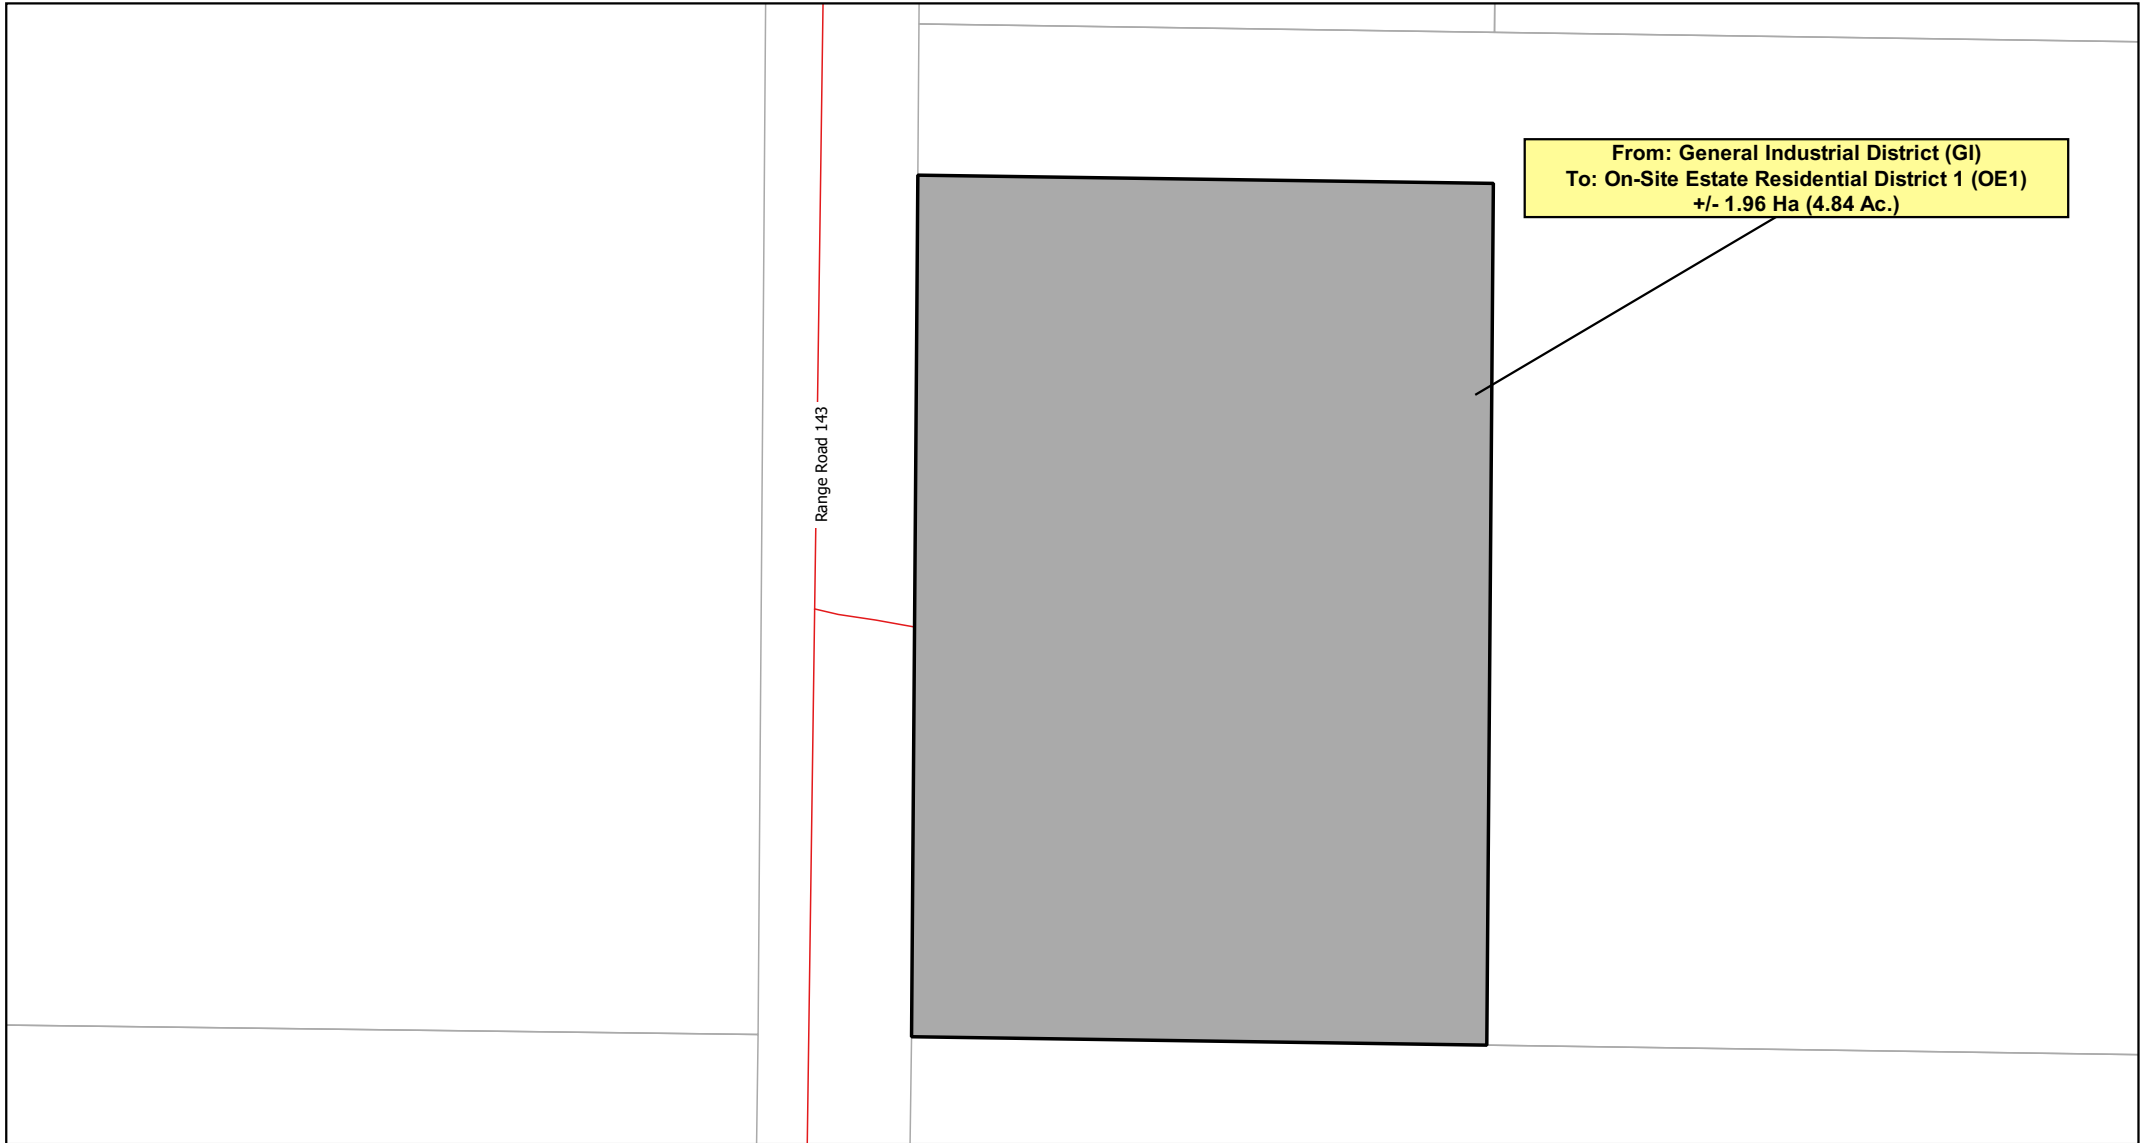 From: General Industrial District (GI)
To: On-Site Estate Residential District 1 (OE1)
+/- 1.96 Ha (4.84 Ac.)
Range Road 143